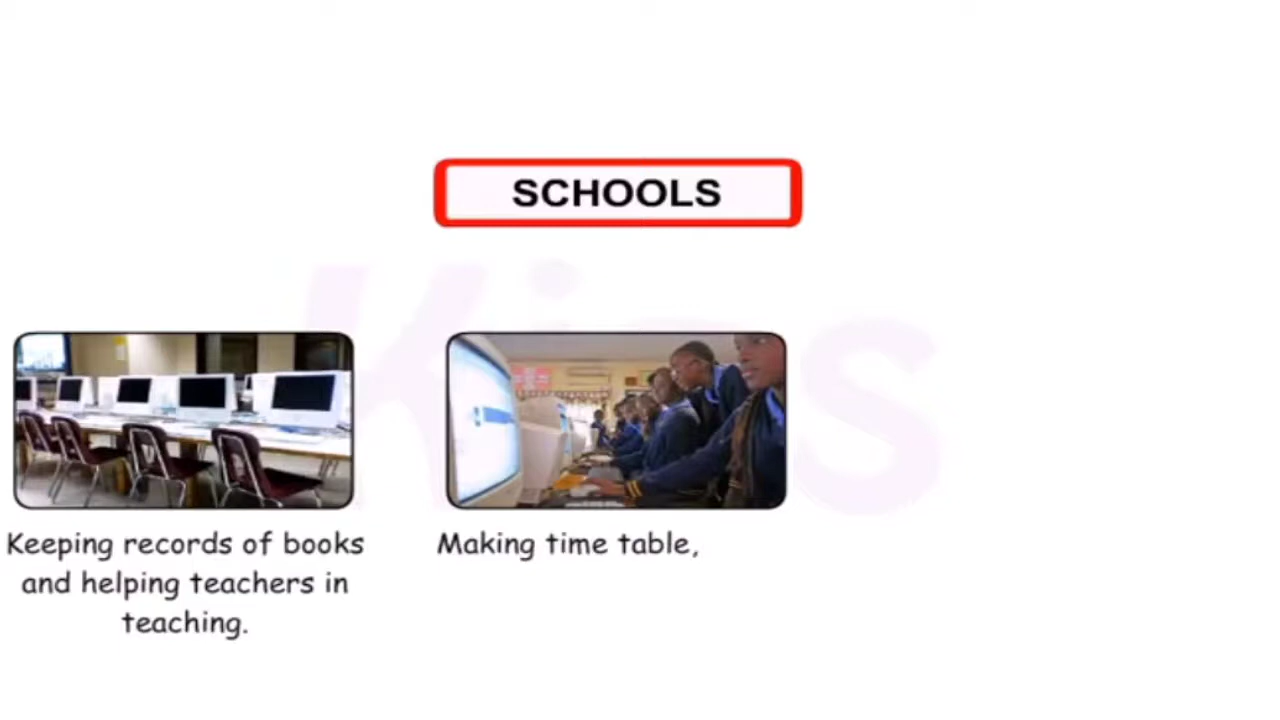 SCHOOLS
Keeping records of books
and helping teachers in
teaching.
Making time table,